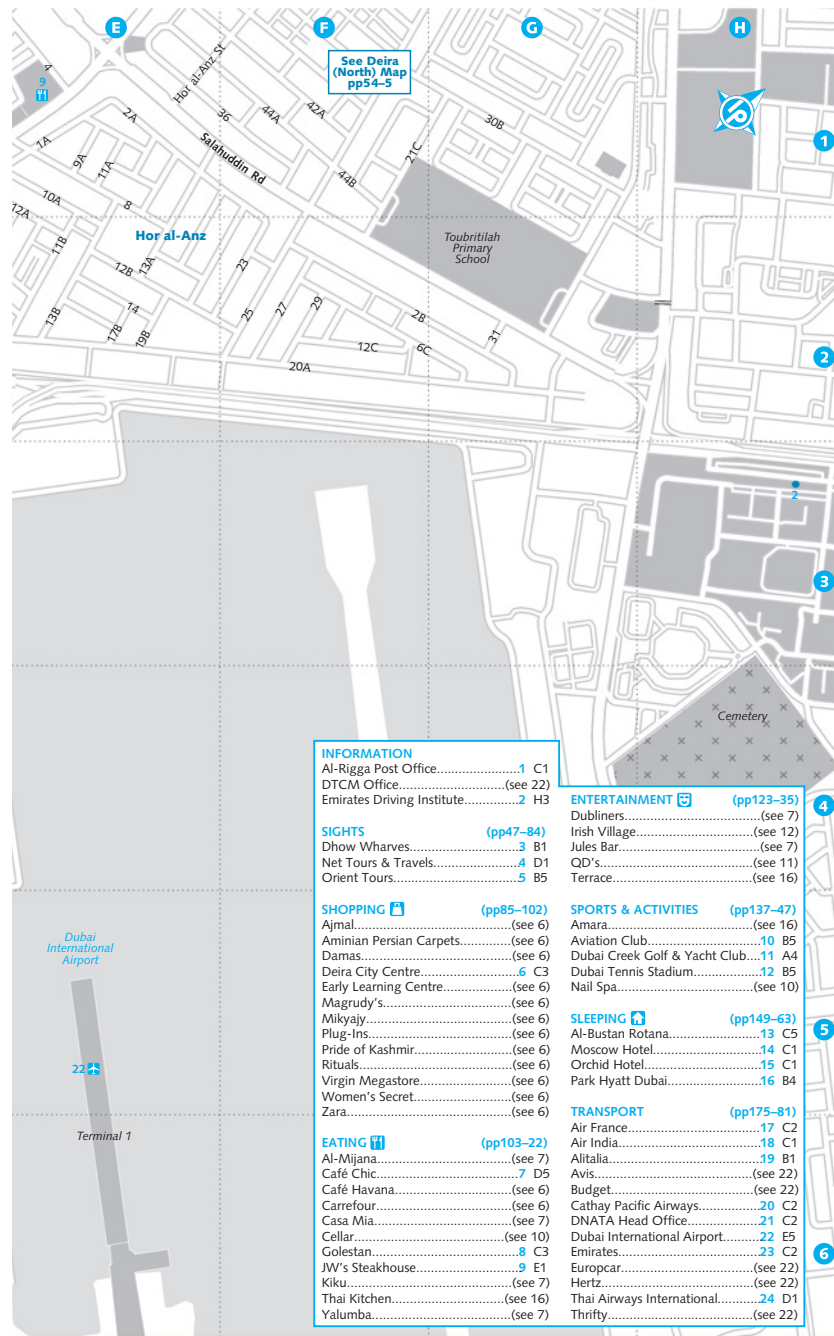 E
F
G
H
See Deira
(North) Map
pp54–5
4
9
Hor al-Anz St
2A
36
44A
42A
30B
1
1A
9A
11A
Salahuddin Rd
44B
21C
10A
8
12A
11B
Hor al-Anz
Toubritilah
Primary
School
12B
13A
23
13B
14
17B
19B
25
27
29
2B
31
12C
6C
20A
2
2
3
Cemetery
4
Dubai
International
Airport
22
5
Terminal 1
6
INFORMATION
Al-Rigga Post Office.......................1 C1
DTCM Office......................(see 22)
Emirates Driving Institute..............2 H3
SIGHTS (pp47–84)
Dhow Wharves.........................3 B1
Net Tours & Travels....................4 D1
Orient Tours............................5 B5
SHOPPING (pp85–102)
Ajmal................................(see 6)
Aminian Persian Carpets..........(see 6)
Damas...............................(see 6)
Deira City Centre......................6 C3
Early Learning Centre..............(see 6)
Magrudy's...........................(see 6)
Mikyajy..............................(see 6)
Plug-Ins..............................(see 6)
Pride of Kashmir....................(see 6)
Rituals................................(see 6)
Virgin Megastore...................(see 6)
Women's Secret....................(see 6)
Zara..................................(see 6)
EATING (pp103–22)
Al-Mijana............................(see 7)
Café Chic...............................7 D5
Café Havana........................(see 6)
Carrefour............................(see 6)
Casa Mia............................(see 7)
Cellar...............................(see 10)
Golestan................................8 C3
JW's Steakhouse.......................9 E1
Kiku..................................(see 7)
Thai Kitchen.......................(see 16)
Yalumba.............................(see 7)
ENTERTAINMENT (pp123–35)
Dubliners............................(see 7)
Irish Village........................(see 12)
Jules Bar.............................(see 7)
QD's................................(see 11)
Terrace.............................(see 16)
SPORTS & ACTIVITIES (pp137–47)
Amara..............................(see 16)
Aviation Club.........................10 B5
Dubai Creek Golf & Yacht Club....11 A4
Dubai Tennis Stadium...............12 B5
Nail Spa............................(see 10)
SLEEPING (pp149–63)
Al-Bustan Rotana....................13 C5
Moscow Hotel........................14 C1
Orchid Hotel..........................15 C1
Park Hyatt Dubai.....................16 B4
TRANSPORT (pp175–81)
Air France.............................17 C2
Air India...............................18 C1
Alitalia.................................19 B1
Avis.................................(see 22)
Budget.............................(see 22)
Cathay Pacific Airways..............20 C2
DNATA Head Office.................21 C2
Dubai International Airport.........22 E5
Emirates...............................23 C2
Europcar...........................(see 22)
Hertz...............................(see 22)
Thai Airways International..........24 D1
Thrifty..............................(see 22)